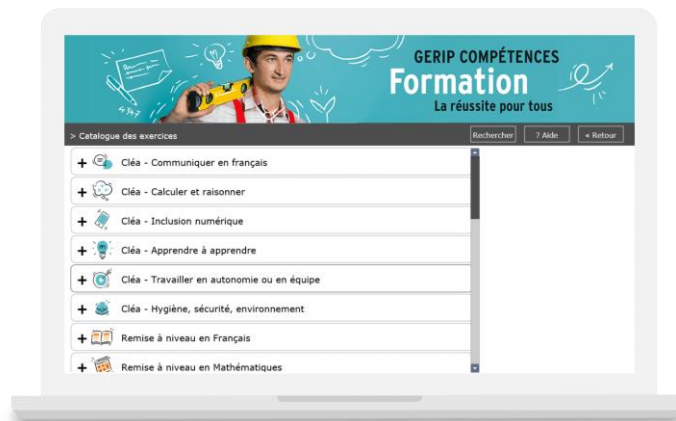 GERIP COMPÉTENCES
Formation
La réussite pour tous
> Catalogue des exercices
Rechercher
? Aide
« Retour
Cléa - Communiquer en français
Cléa - Calculer et raisonner
Cléa - Inclusion numérique
Cléa - Apprendre à apprendre
Cléa - Travailler en autonomie ou en équipe
Cléa - Hygiène, sécurité, environnement
Remise à niveau en Français
Remise à niveau en Mathématiques